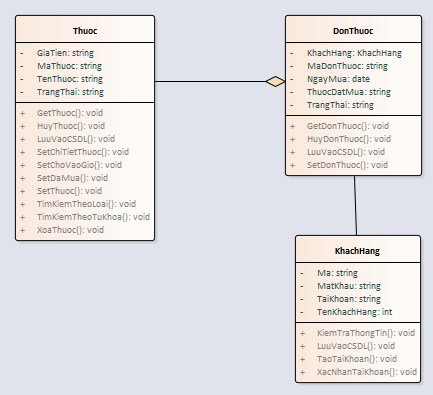 Thuoc
- GiaTien: string
- MaThuoc: string
- TenThuoc: string
- TrangThai: string
+ GetThuoc(): void
+ HuyThuoc(): void
+ LuuVaoCSDL(): void
+ SetChiTietThuoc(): void
+ SetChoVaoGio(): void
+ SetDaMua(): void
+ SetThuoc(): void
+ TimKiemTheoLoai(): void
+ TimKiemTheoTuKhoa(): void
+ XoaThuoc(): void
DonThuoc
- KhachHang: KhachHang
- MaDonThuoc: string
- NgayMua: date
- ThuocDatMua: string
- TrangThai: string
+ GetDonThuoc(): void
+ HuyDonThuoc(): void
+ LuuVaoCSDL(): void
+ SetDonThuoc(): void
KhachHang
- Ma: string
- MatKhau: string
- TaiKhoan: string
- TenKhachHang: int
+ KiemTraThongTin(): void
+ LuuVaoCSDL(): void
+ TaoTaiKhoan(): void
+ XacNhanTaiKhoan(): void